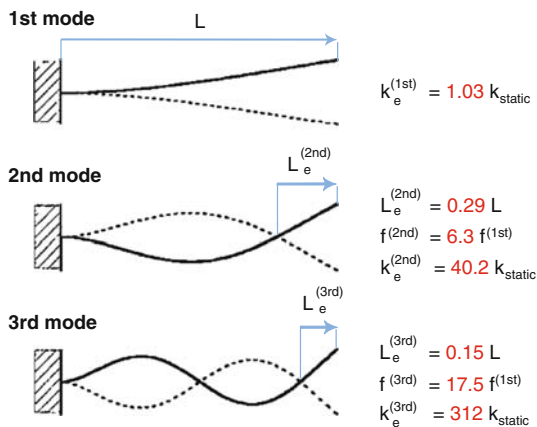 1st mode
L
k_e^(1st) = 1.03 k_static
L_e^(2nd)
2nd mode
L_e^(2nd) = 0.29 L
f^(2nd) = 6.3 f^(1st)
k_e^(2nd) = 40.2 k_static
L_e^(3rd)
3rd mode
L_e^(3rd) = 0.15 L
f^(3rd) = 17.5 f^(1st)
k_e^(3rd) = 312 k_static